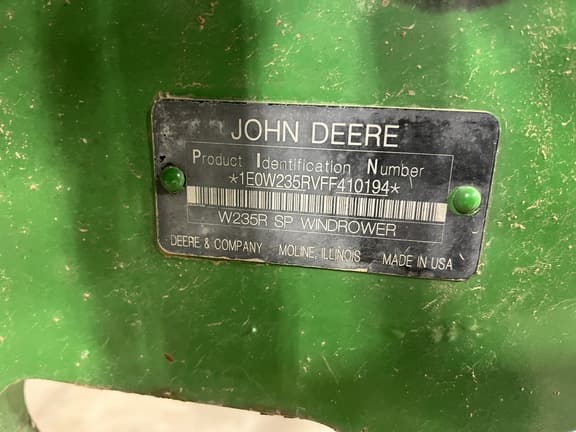 JOHN DEERE
Product Identification Number
*1E0W235RVFF410194*
W235R SP WINDROWER
DEERE & COMPANY MOLINE, ILLINOIS MADE IN USA